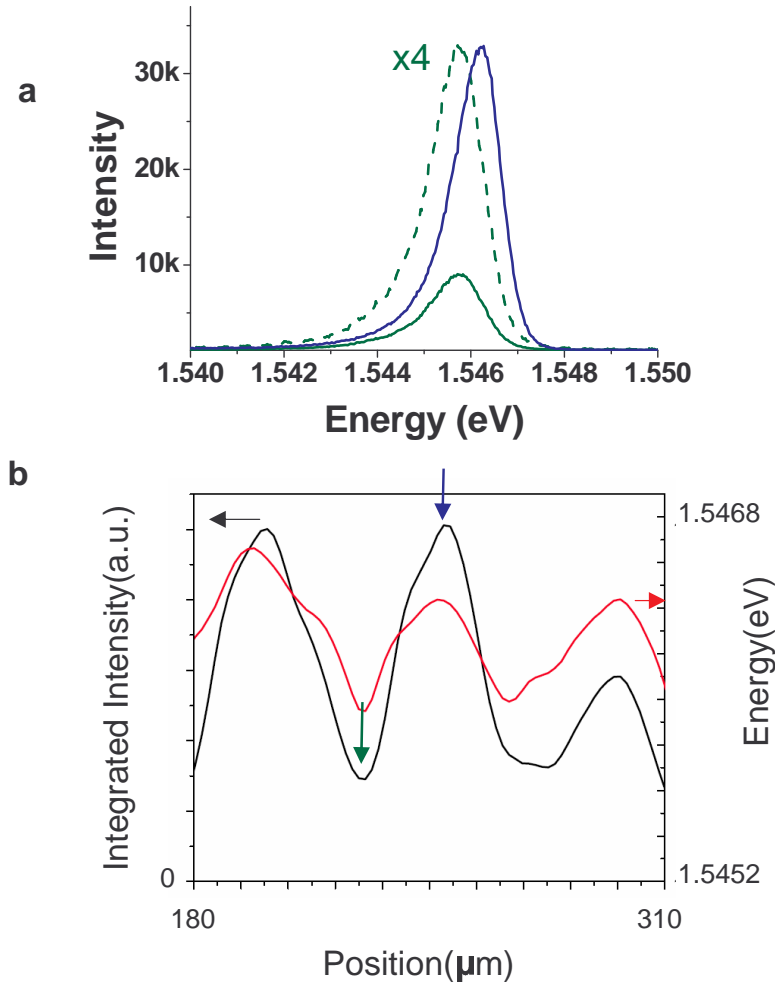 a
Intensity
30k
20k
10k
x4
1.540
1.542
1.544
1.546
1.548
1.550
Energy (eV)
b
Integrated Intensity(a.u.)
0
1.5468
1.5452
Energy(eV)
180
310
Position(μm)